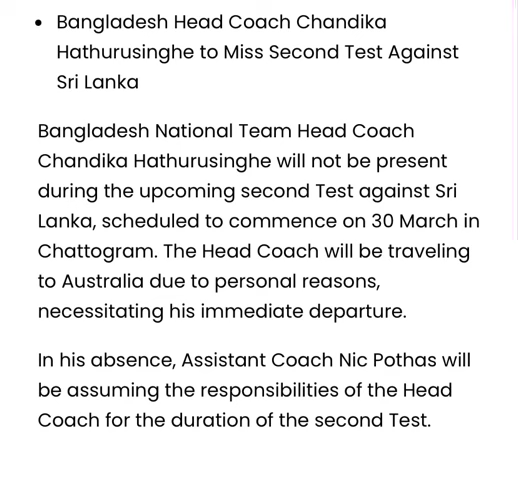 • Bangladesh Head Coach Chandika
Hathurusinghe to Miss Second Test Against
Sri Lanka
Bangladesh National Team Head Coach
Chandika Hathurusinghe will not be present
during the upcoming second Test against Sri
Lanka, scheduled to commence on 30 March in
Chattogram. The Head Coach will be traveling
to Australia due to personal reasons,
necessitating his immediate departure.
In his absence, Assistant Coach Nic Pothas will
be assuming the responsibilities of the Head
Coach for the duration of the second Test.